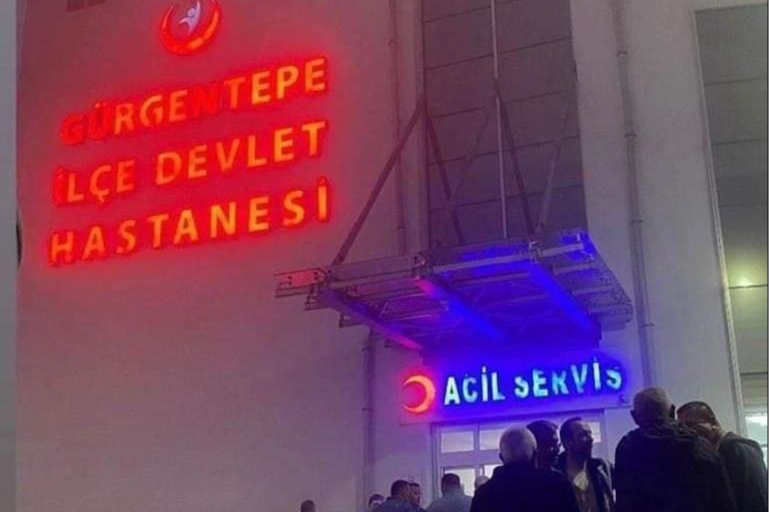 GÜRGENTEPE
İLÇE DEVLET
HASTANESİ
ACİL SERVİS